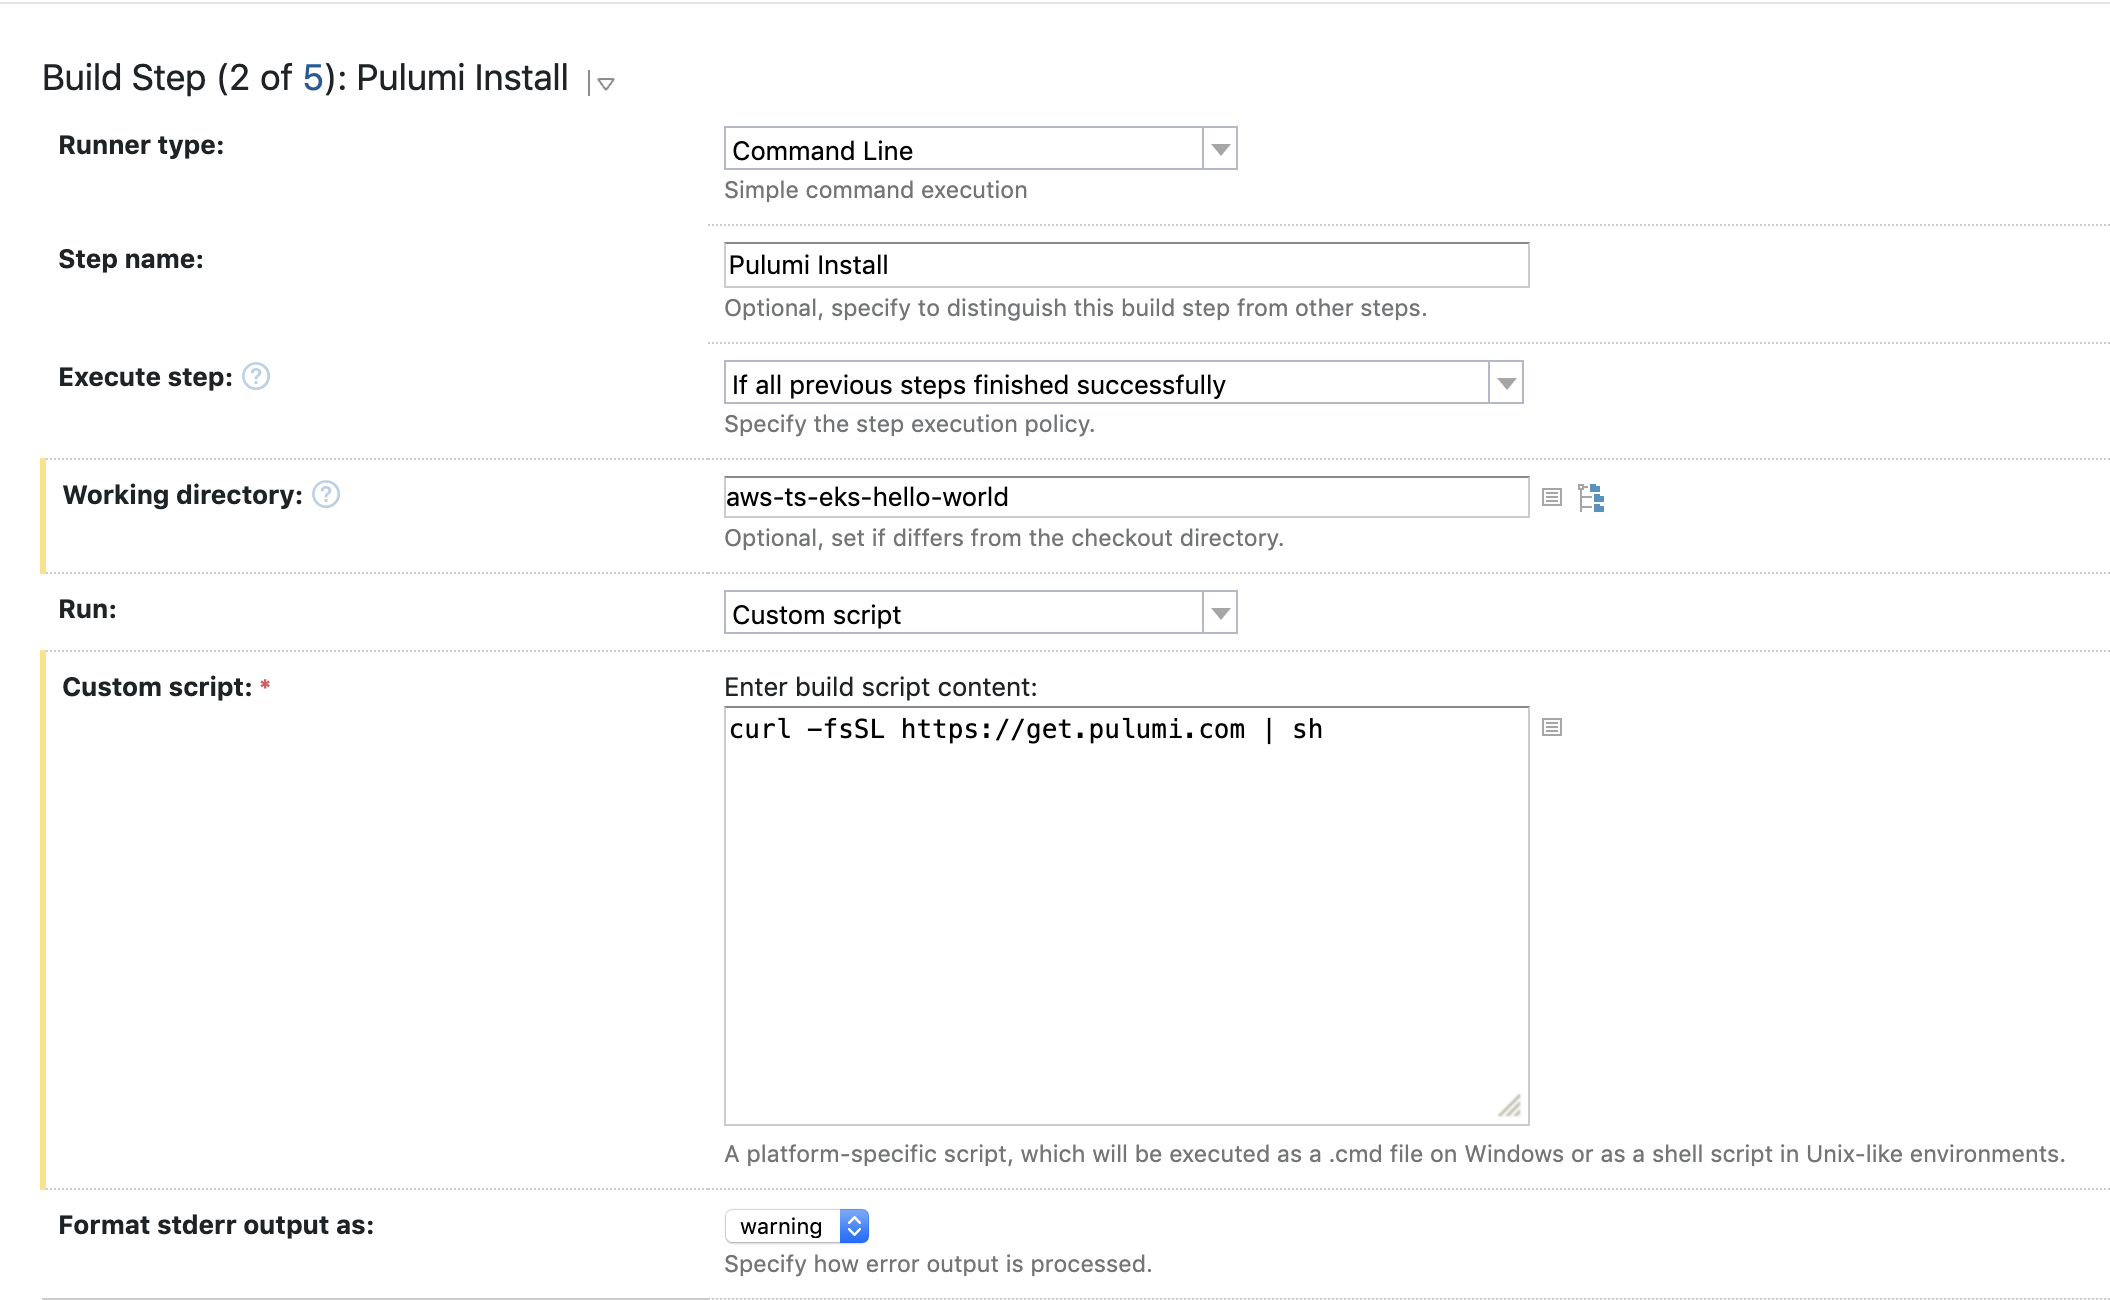 Build Step (2 of 5): Pulumi Install
Runner type:
Command Line
Simple command execution
Step name:
Pulumi Install
Optional, specify to distinguish this build step from other steps.
Execute step: ?
If all previous steps finished successfully
Specify the step execution policy.
Working directory: ?
aws-ts-eks-hello-world
Optional, set if differs from the checkout directory.
Run:
Custom script
Custom script: *
Enter build script content:
curl -fsSL https://get.pulumi.com | sh
A platform-specific script, which will be executed as a .cmd file on Windows or as a shell script in Unix-like environments.
Format stderr output as:
warning
Specify how error output is processed.